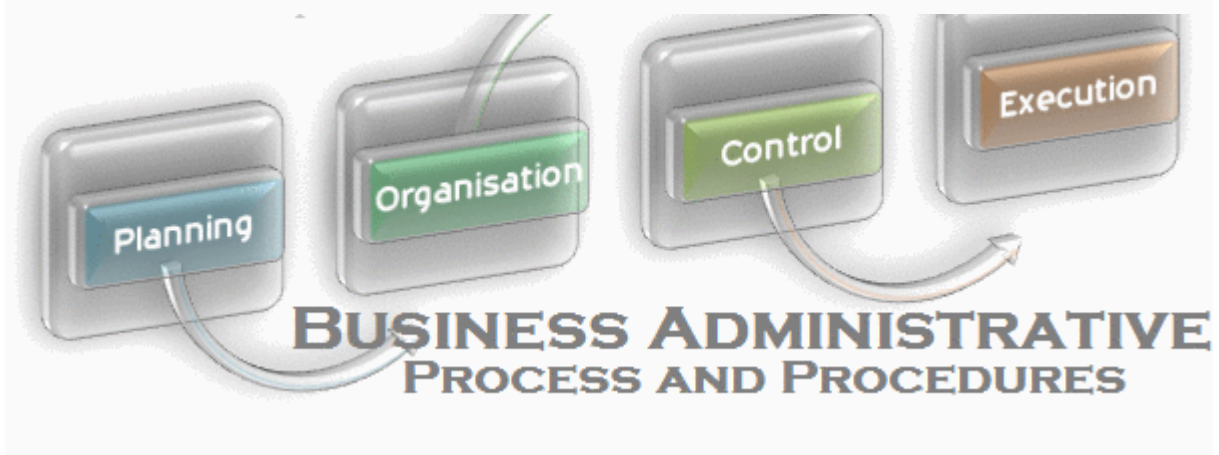 Planning
Organisation
Control
Execution
Business Administrative
Process and Procedures